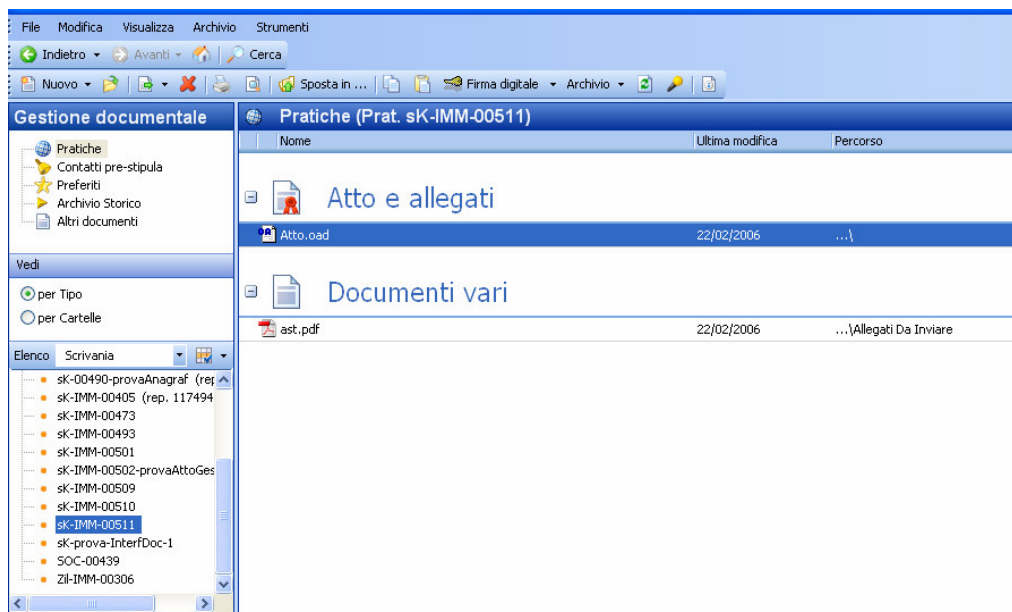 File Modifica Visualizza Archivio Strumenti
Indietro Avanti Cerca
Nuovo Sposta in ... Firma digitale Archivio
Gestione documentale
Pratiche
Contatti pre-stipula
Preferiti
Archivio Storico
Altri documenti
Vedi
per Tipo
per Cartelle
Elenco Scrivania
sK-00490-provaAnagraf (rep
sK-IMM-00405 (rep. 117494
sK-IMM-00473
sK-IMM-00493
sK-IMM-00501
sK-IMM-00502-provaAttoGes
sK-IMM-00509
sK-IMM-00510
sK-IMM-00511
sK-prova-InterfDoc-1
SOC-00439
Zil-IMM-00306
Pratiche (Prat. sK-IMM-00511)
Nome Ultima modifica Percorso
Atto e allegati
Atto.oad 22/02/2006 ...\
Documenti vari
ast.pdf 22/02/2006 ...\Allegati Da Inviare